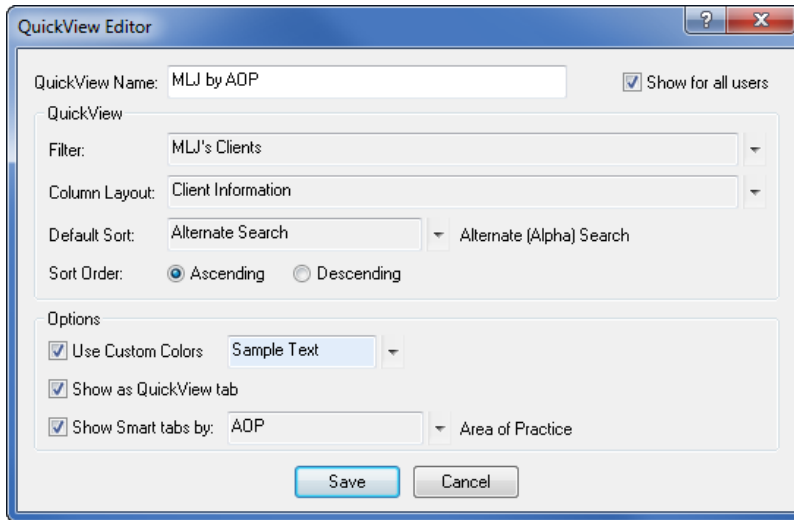 QuickView Editor
?
x
QuickView Name: MLJ by AOP Show for all users
QuickView
Filter: MLJ's Clients
Column Layout: Client Information
Default Sort: Alternate Search Alternate (Alpha) Search
Sort Order: Ascending Descending
Options
Use Custom Colors Sample Text
Show as QuickView tab
Show Smart tabs by: AOP Area of Practice
Save Cancel